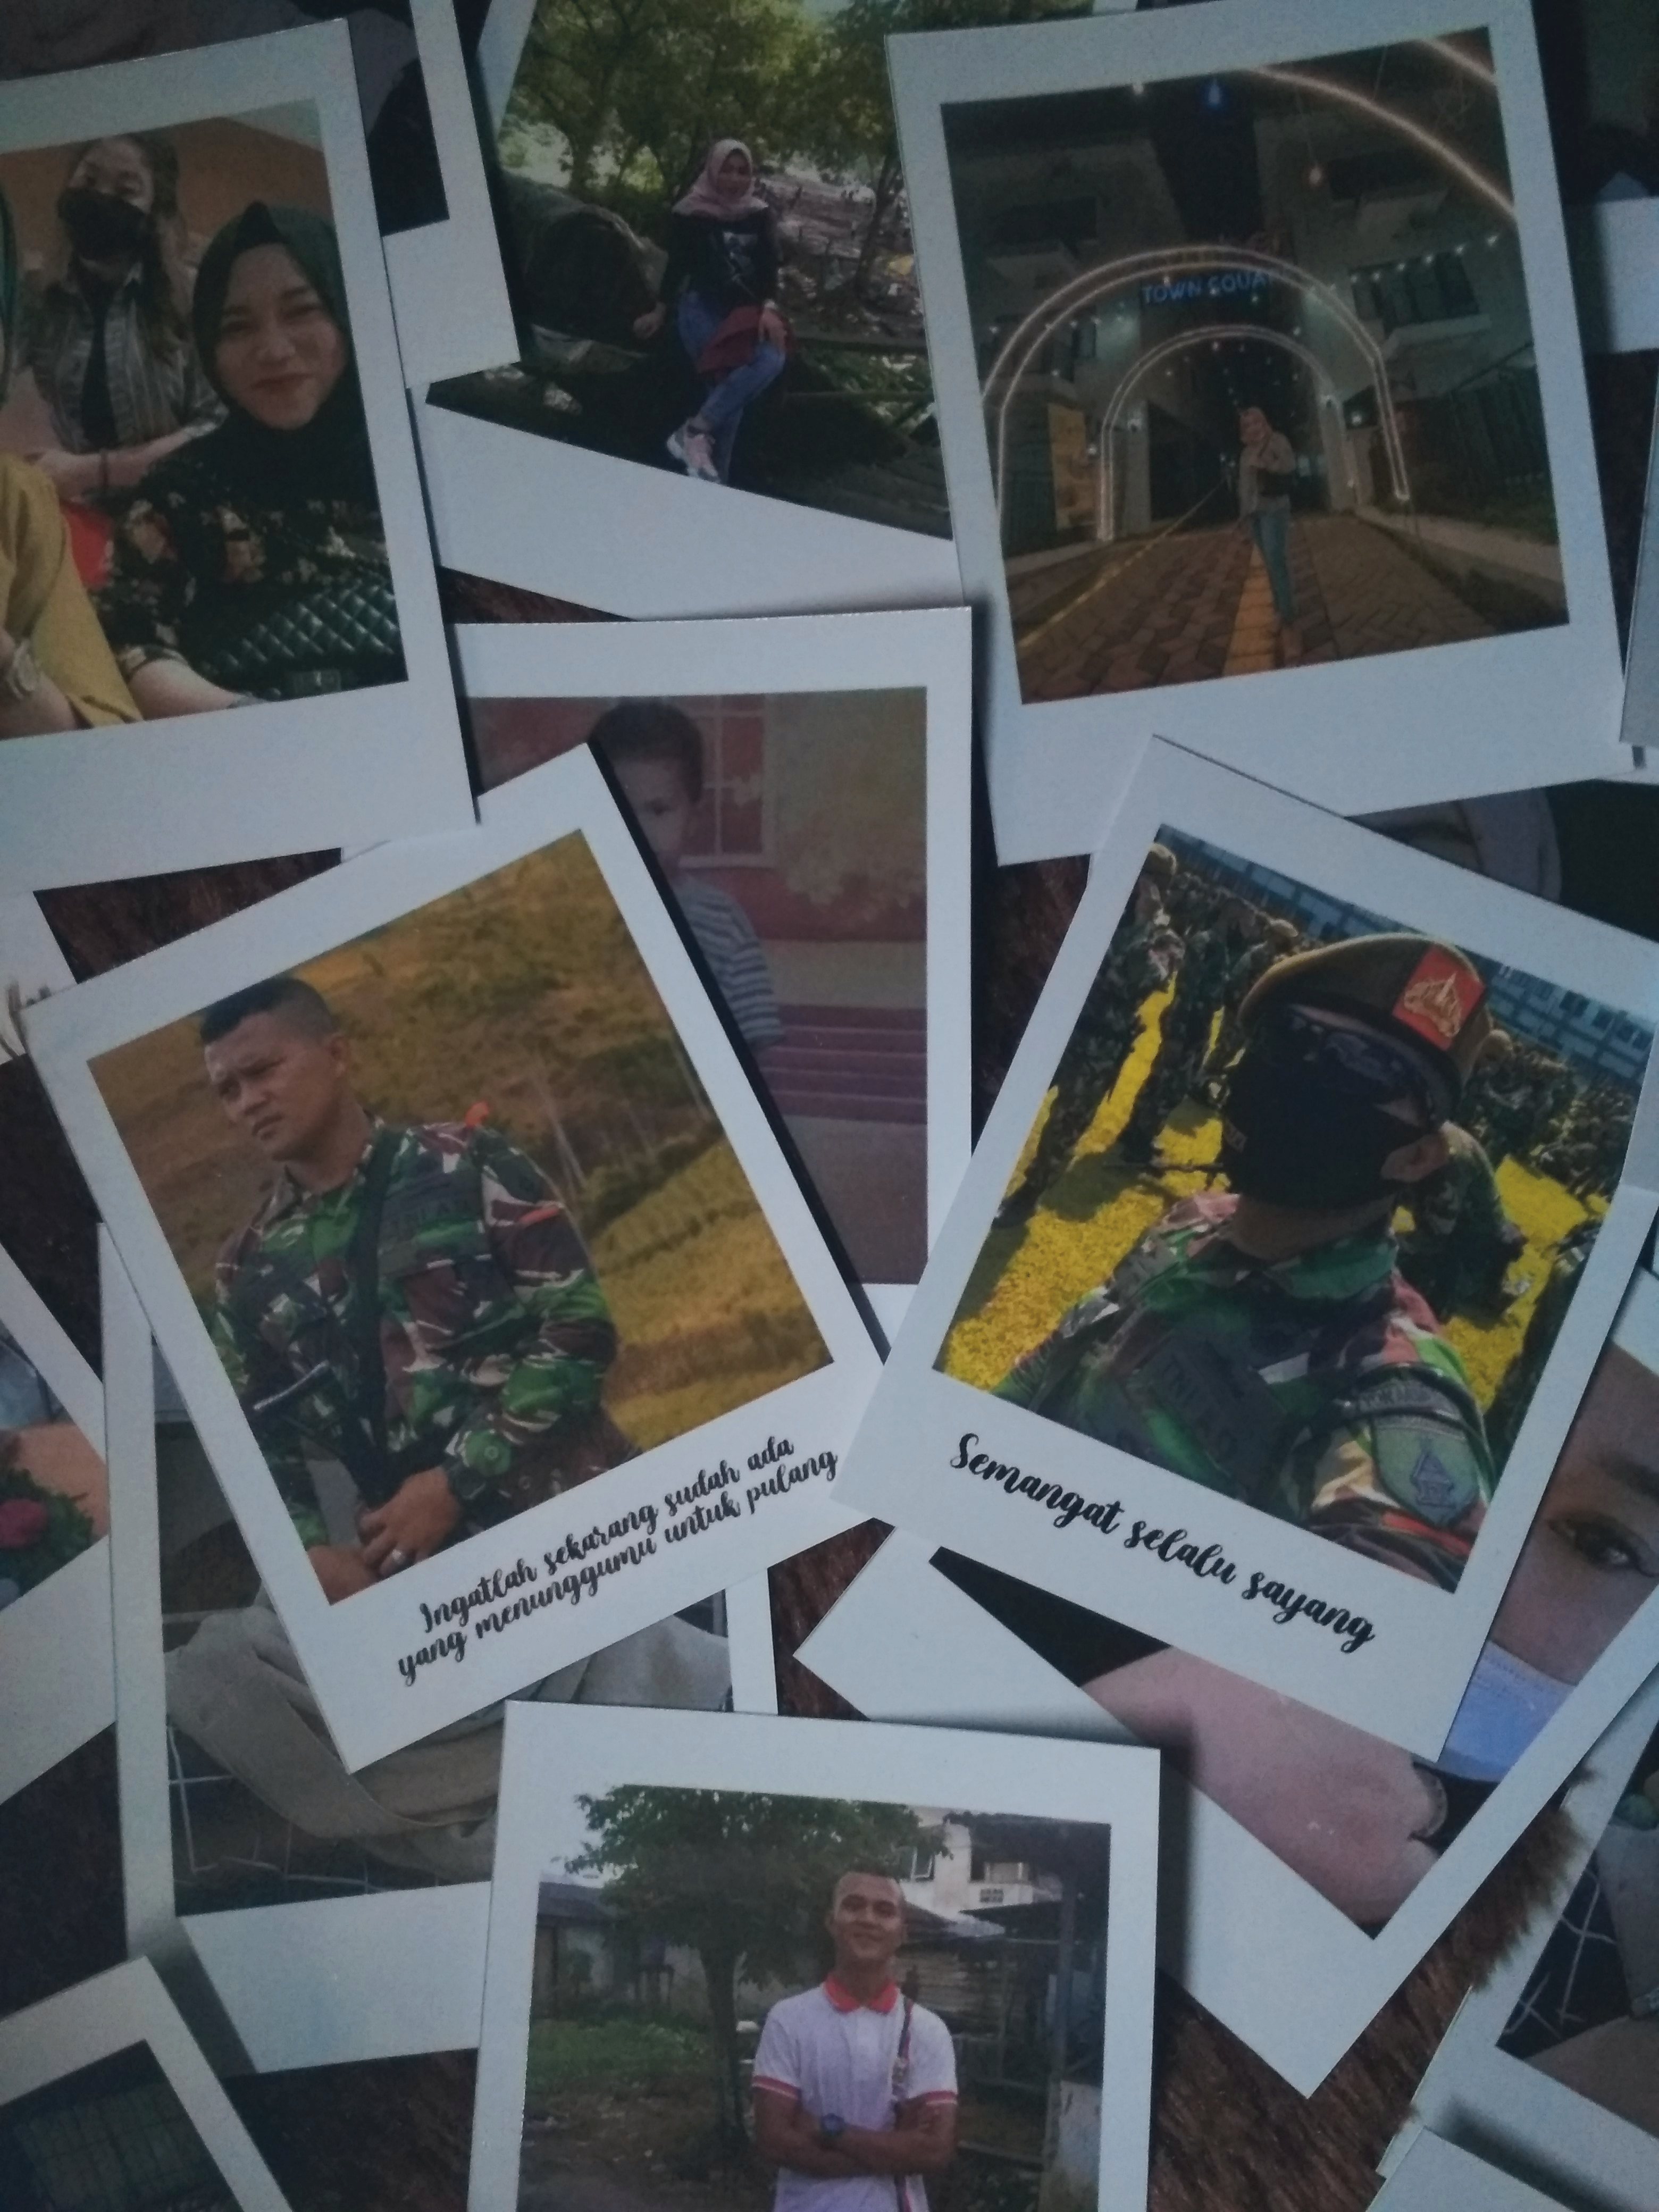 TOWN SQUA
Ingatlah sekarang sudah ada
yang menunggumu untuk pulang
Semangat selalu sayang